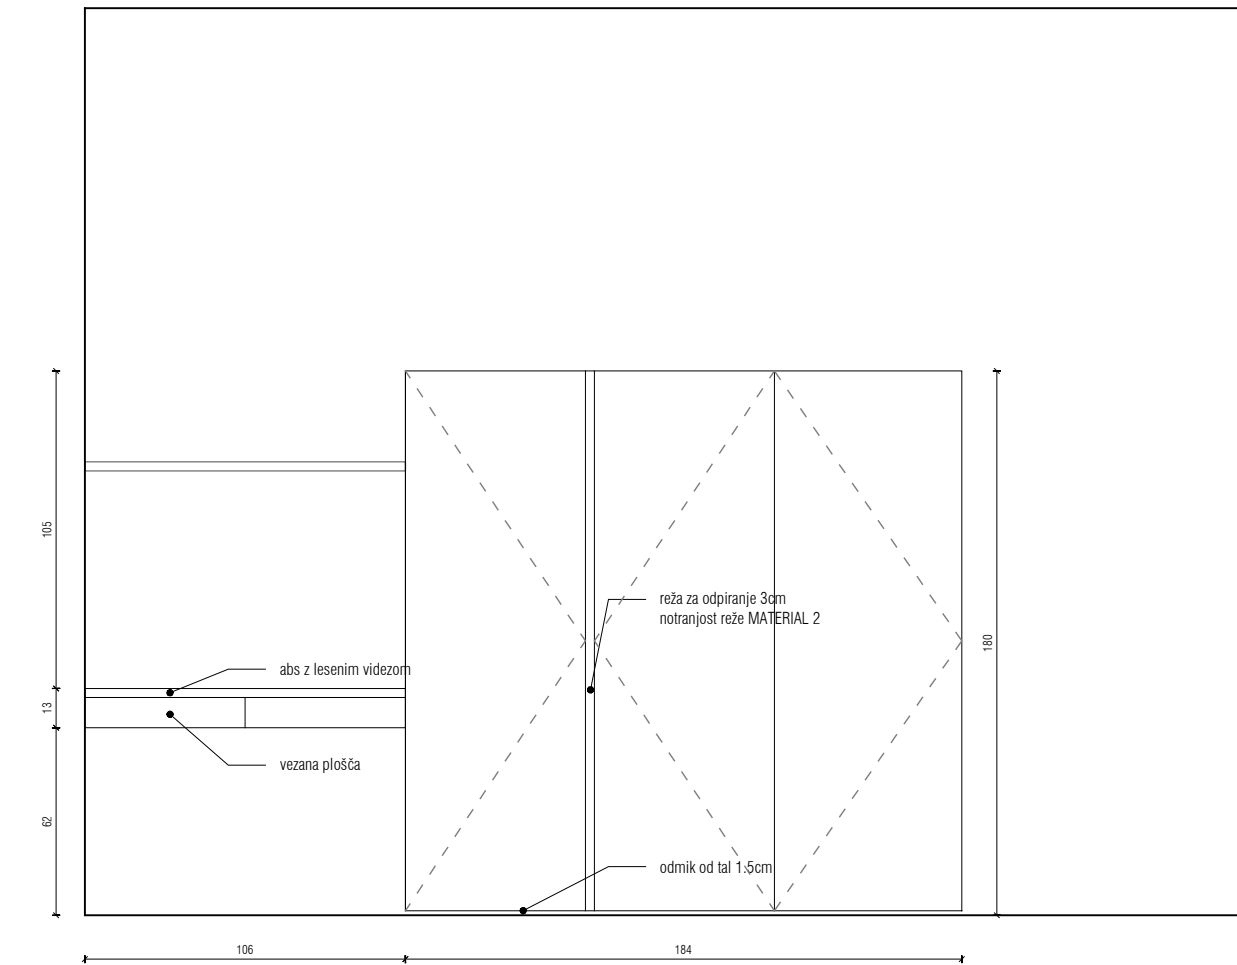 105
reža za odpiranje 3cm
notranjost reže MATERIAL 2
180
abs z lesenim videzom
13
vezana plošča
62
odmik od tal 1.5cm
106
184